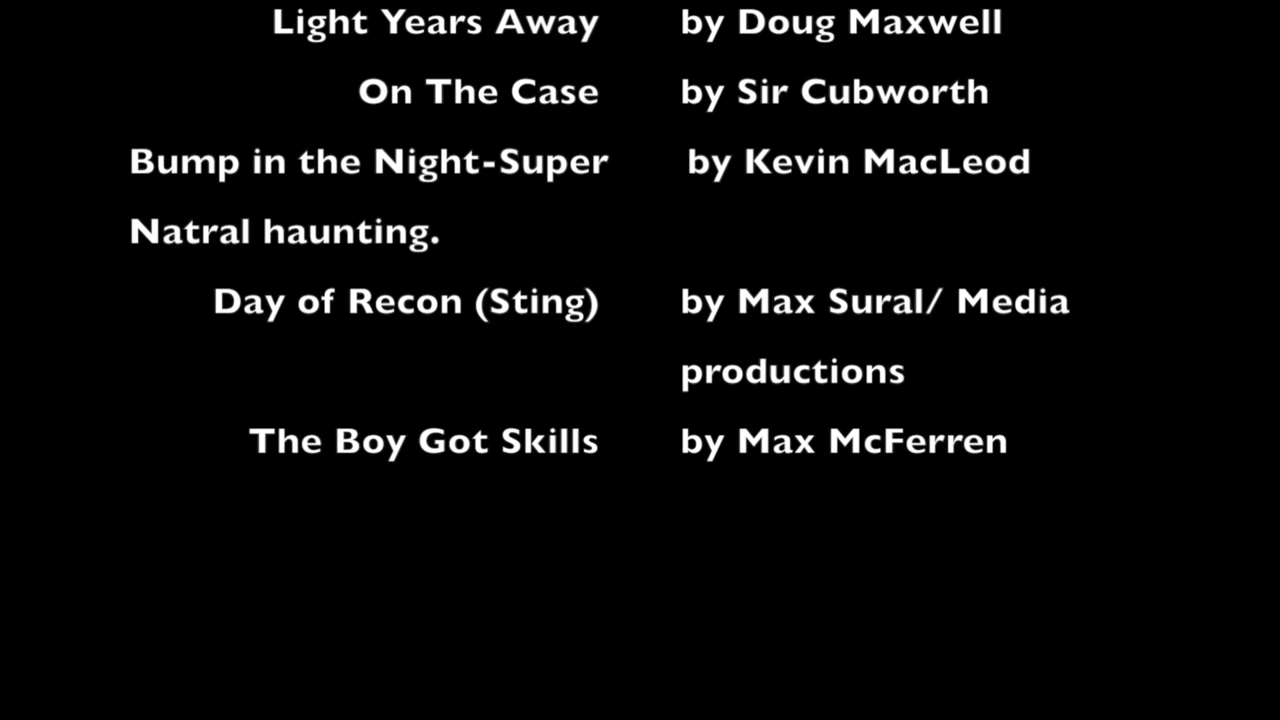 Light Years Away by Doug Maxwell
On The Case by Sir Cubworth
Bump in the Night-Super by Kevin MacLeod
Natral haunting.
Day of Recon (Sting) by Max Sural/ Media
productions
The Boy Got Skills by Max McFerren